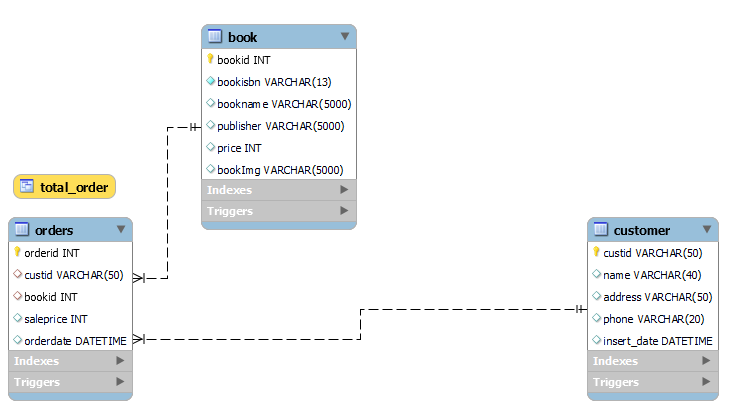 book
bookid INT
bookisbn VARCHAR(13)
bookname VARCHAR(5000)
publisher VARCHAR(5000)
price INT
bookImg VARCHAR(5000)
Indexes
Triggers
total_order
orders
orderid INT
custid VARCHAR(50)
bookid INT
saleprice INT
orderdate DATETIME
Indexes
Triggers
customer
custid VARCHAR(50)
name VARCHAR(40)
address VARCHAR(50)
phone VARCHAR(20)
insert_date DATETIME
Indexes
Triggers